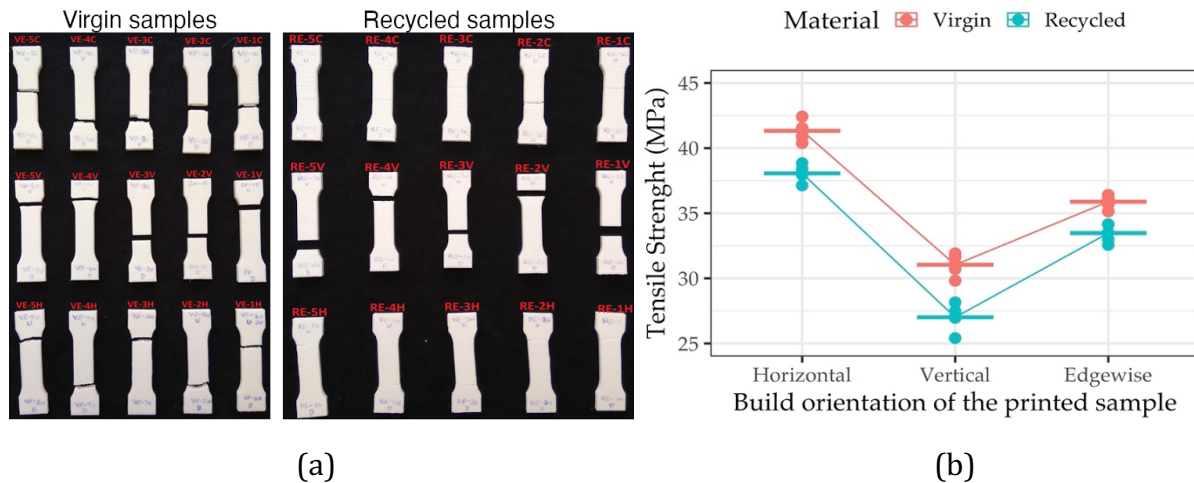 Virgin samples
VE-5C VE-4C VE-3C VE-2C VE-1C
VE-5V VE-4V VE-3V VE-2V VE-1V
VE-5H VE-4H VE-3H VE-2H VE-1H
Recycled samples
RE-5C RE-4C RE-3C RE-2C RE-1C
RE-5V RE-4V RE-3V RE-2V RE-1V
RE-5H RE-4H RE-3H RE-2H RE-1H
(a)
Material Virgin Recycled
Tensile Strenght (MPa)
45
40
35
30
25
Horizontal Vertical Edgewise
Build orientation of the printed sample
(b)